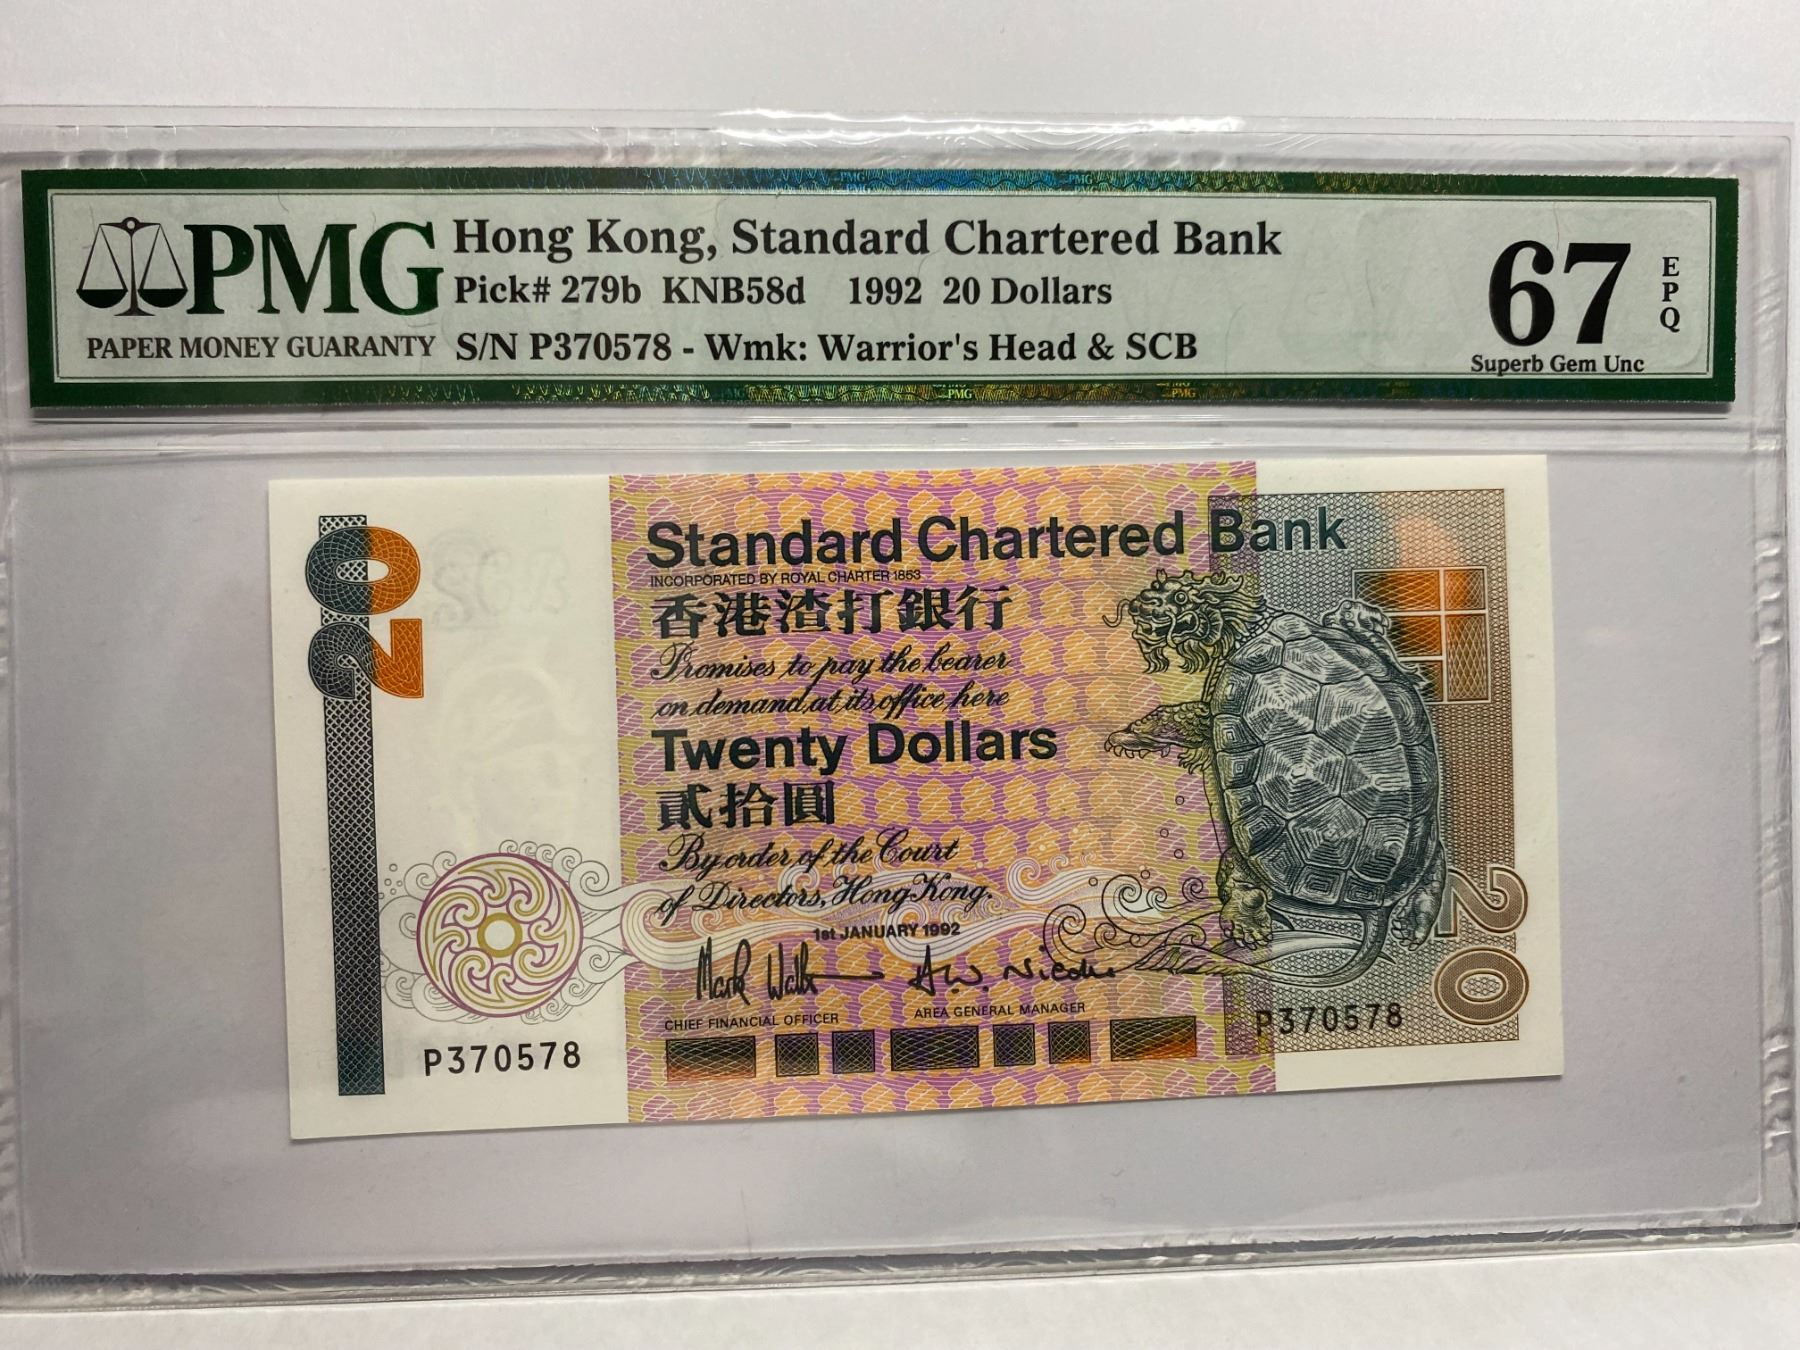 PMG
PAPER MONEY GUARANTY
Hong Kong, Standard Chartered Bank
Pick# 279b KNB58d 1992 20 Dollars
S/N P370578 - Wmk: Warrior's Head & SCB
67
EPQ
Superb Gem Unc
20
Standard Chartered Bank
INCORPORATED BY ROYAL CHARTER 1853
香港渣打銀行
Promises to pay the bearer
on demand at its office here
Twenty Dollars
貳拾圓
By order of the Court
of Directors, Hong Kong.
1st JANUARY 1992
CHIEF FINANCIAL OFFICER
AREA GENERAL MANAGER
P370578
P370578
20